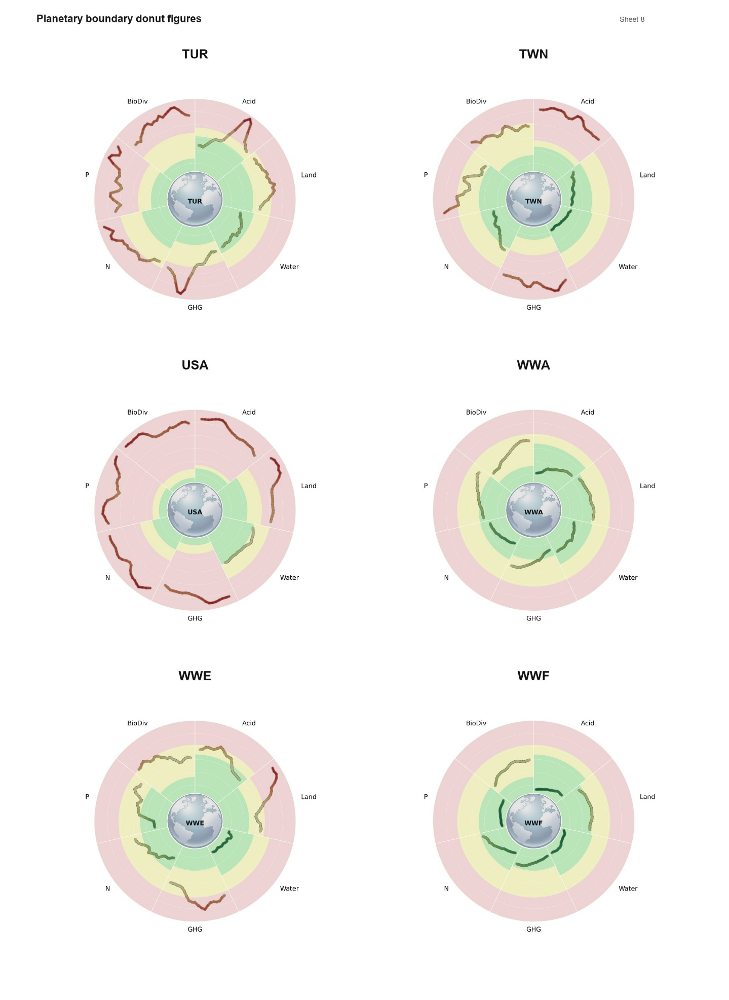 Planetary boundary donut figures
Sheet 8
TUR
TWN
BioDiv
Acid
BioDiv
Acid
P
Land
P
Land
TUR
TWN
N
Water
N
Water
GHG
GHG
USA
WWA
BioDiv
Acid
BioDiv
Acid
P
Land
P
Land
USA
WWA
N
Water
N
Water
GHG
GHG
WWE
WWF
BioDiv
Acid
BioDiv
Acid
P
Land
P
Land
WWE
WWF
N
Water
N
Water
GHG
GHG